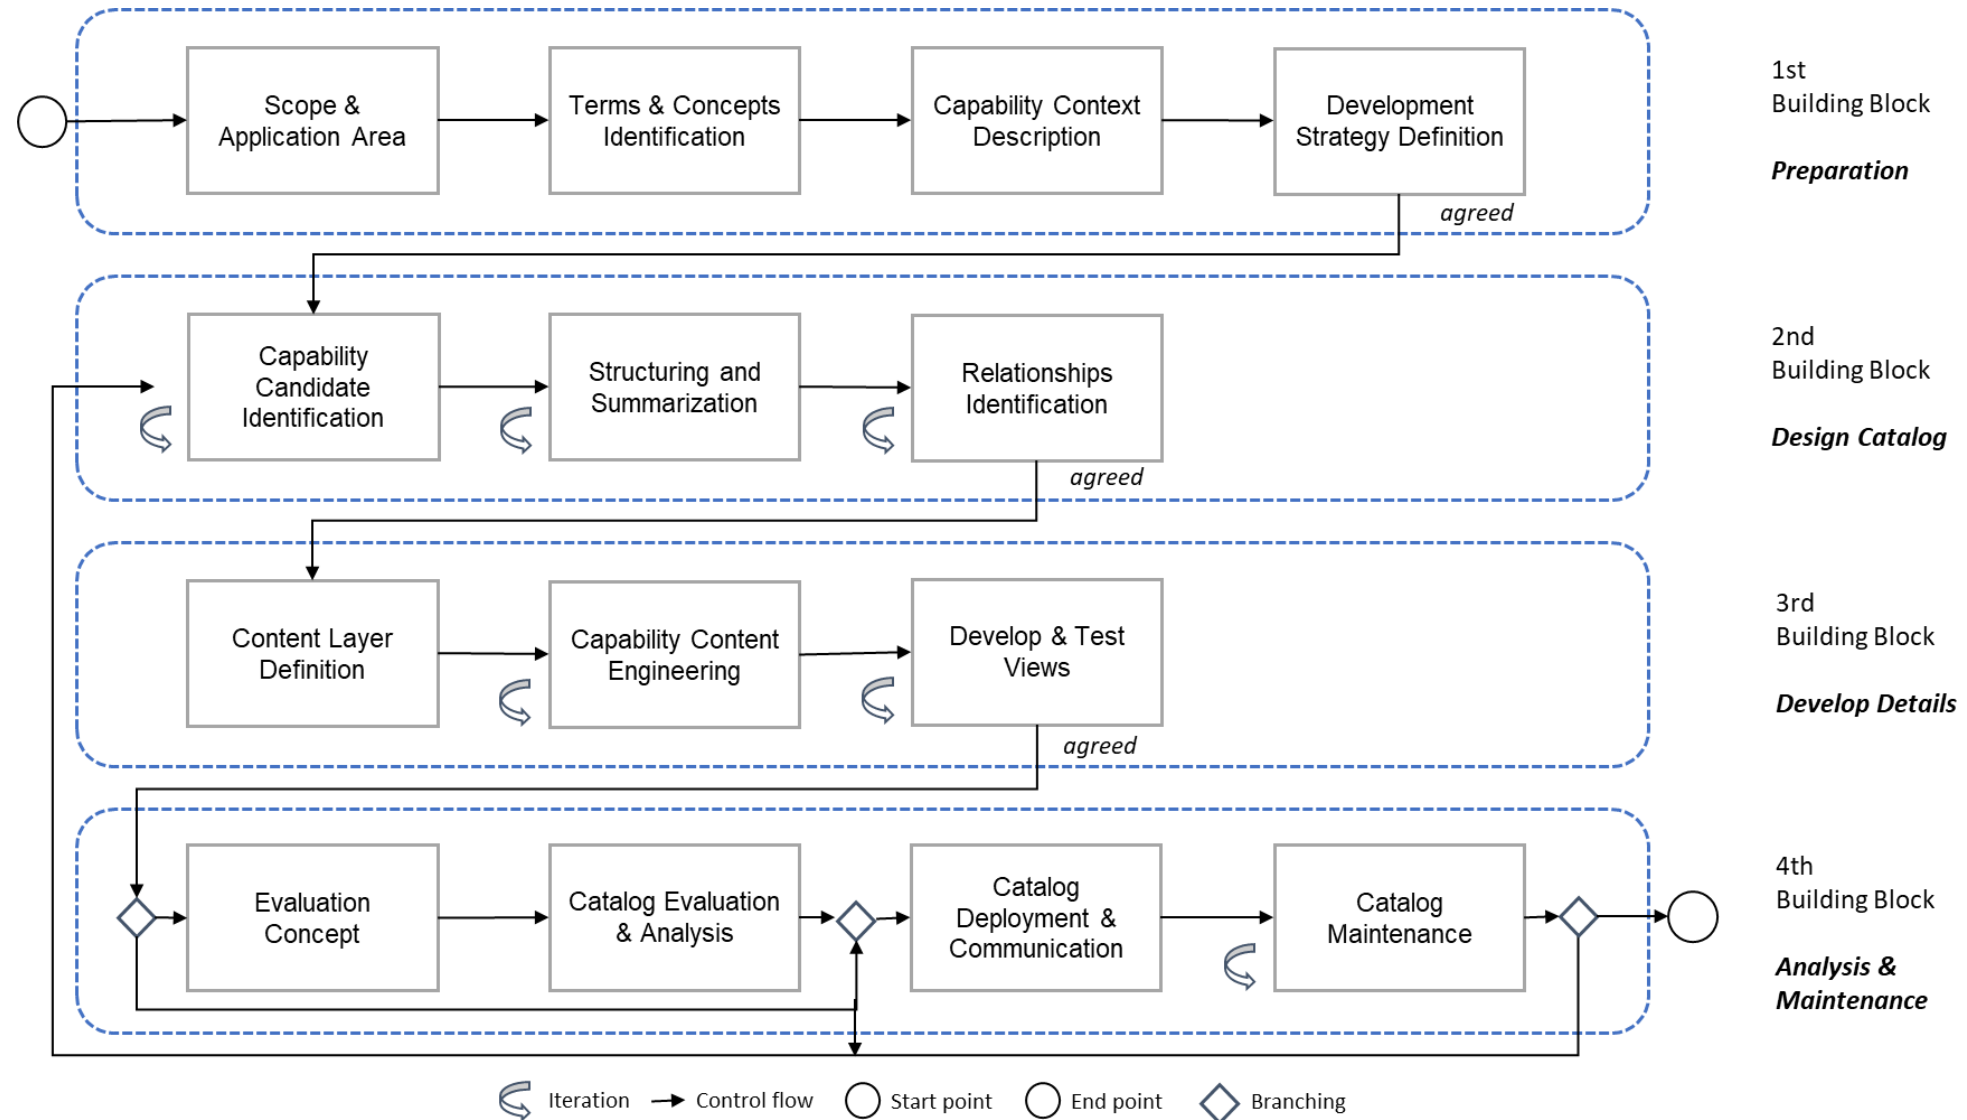 Scope &
Application Area
Terms & Concepts
Identification
Capability Context
Description
Development
Strategy Definition
agreed
1st
Building Block
Preparation
Capability
Candidate
Identification
Structuring and
Summarization
Relationships
Identification
agreed
2nd
Building Block
Design Catalog
Content Layer
Definition
Capability Content
Engineering
Develop & Test
Views
agreed
3rd
Building Block
Develop Details
Evaluation
Concept
Catalog Evaluation
& Analysis
Catalog
Deployment &
Communication
Catalog
Maintenance
4th
Building Block
Analysis &
Maintenance
Iteration
Control flow
Start point
End point
Branching